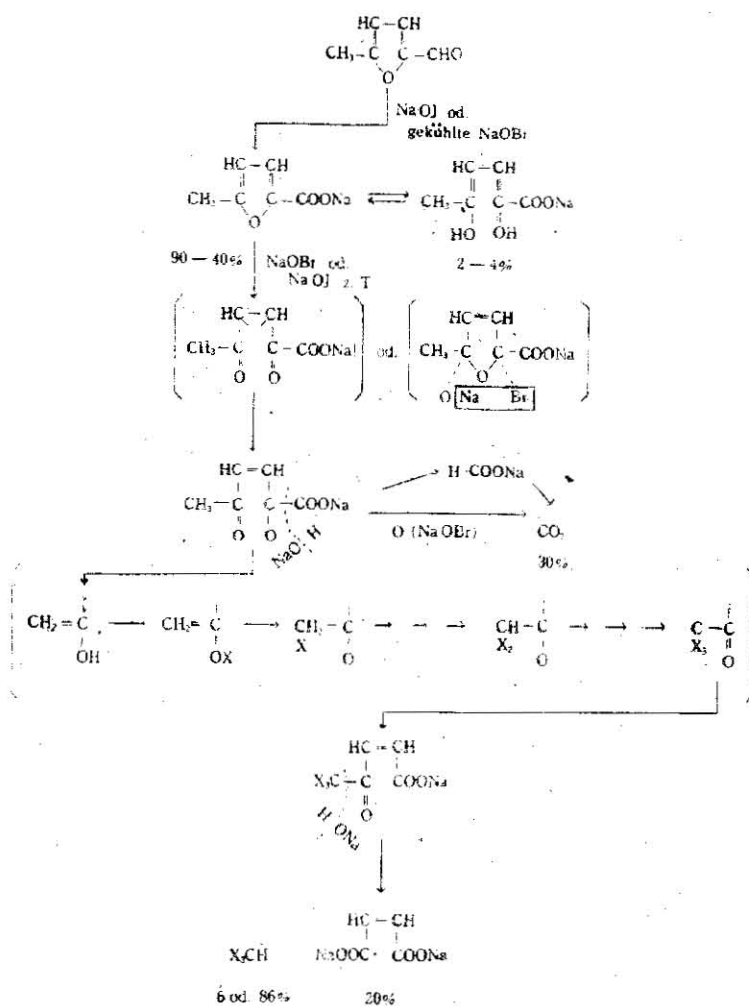 HC – CH
CH₃–C C–CHO
O
NaOJ od.
gekühlte NaOBr
HC – CH HC – CH
CH₃–C C–COONa CH₃–C C–COONa
O HO OH
90 – 40% NaOBr od. 2 – 4%
NaOJ z. T
HC – CH HC = CH
CH₃–C C–COONa od. CH₃–C C–COONa
O O O
O Na Br
HC = CH H·COONa
CH₃–C C–COONa
O O O (NaOBr) CO₂
NaO H 30%
CH₂=C CH₂=C CH₂–C CH–C C–C
OH OX X O X₂ O X₃ O
HC = CH
X₃C–C COONa
O
H
HC – CH
X₃CH NaOOC· COONa
6 od. 86% 20%